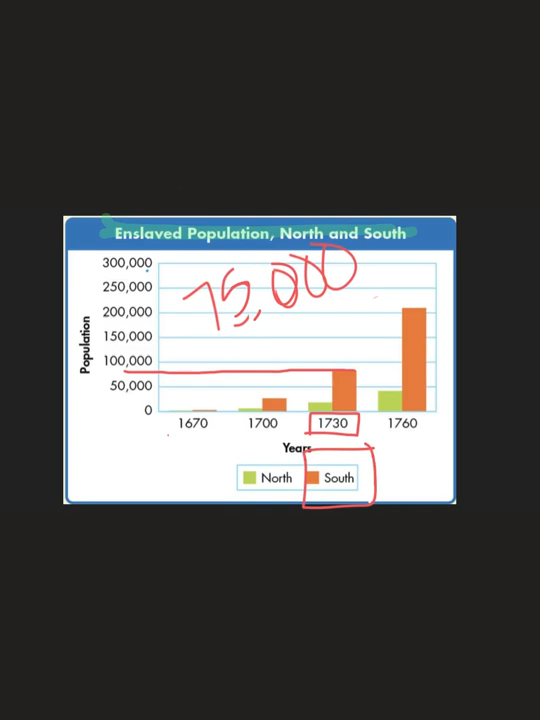 Enslaved Population, North and South
300,000
250,000
200,000
150,000
100,000
50,000
0
Population
75,000
1670 1700 1730 1760
Years
North South